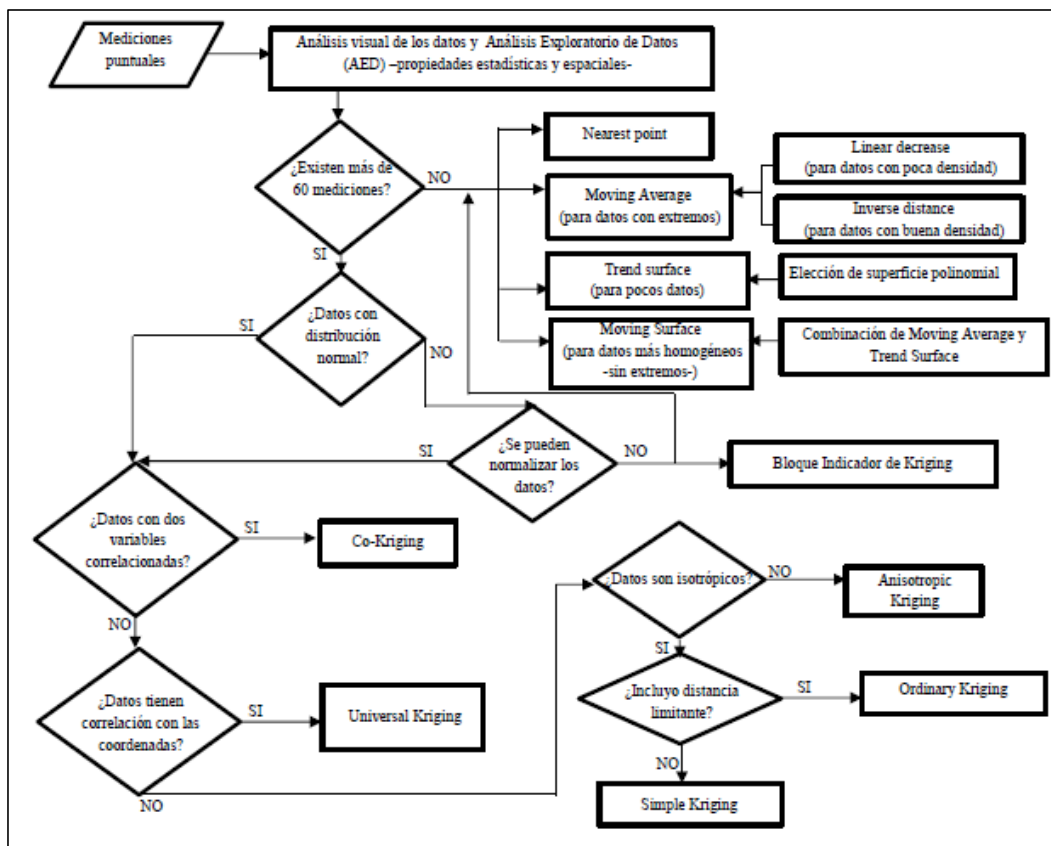 Mediciones
puntuales
Análisis visual de los datos y Análisis Exploratorio de Datos
(AED) –propiedades estadísticas y espaciales-
¿Existen más de
60 mediciones?
NO
SI
Nearest point
Moving Average
(para datos con extremos)
Linear decrease
(para datos con poca densidad)
Inverse distance
(para datos con buena densidad)
Trend surface
(para pocos datos)
Elección de superficie polinomial
Moving Surface
(para datos más homogéneos
-sin extremos-)
Combinación de Moving Average y
Trend Surface
¿Datos con
distribución
normal?
SI
NO
¿Se pueden
normalizar los
datos?
SI
NO
Bloque Indicador de Kriging
¿Datos con dos
variables
correlacionadas?
SI
Co-Kriging
NO
¿Datos tienen
correlación con las
coordenadas?
SI
Universal Kriging
NO
¿Datos son isotrópicos?
NO
Anisotropic
Kriging
SI
¿Incluyo distancia
limitante?
SI
Ordinary Kriging
NO
Simple Kriging